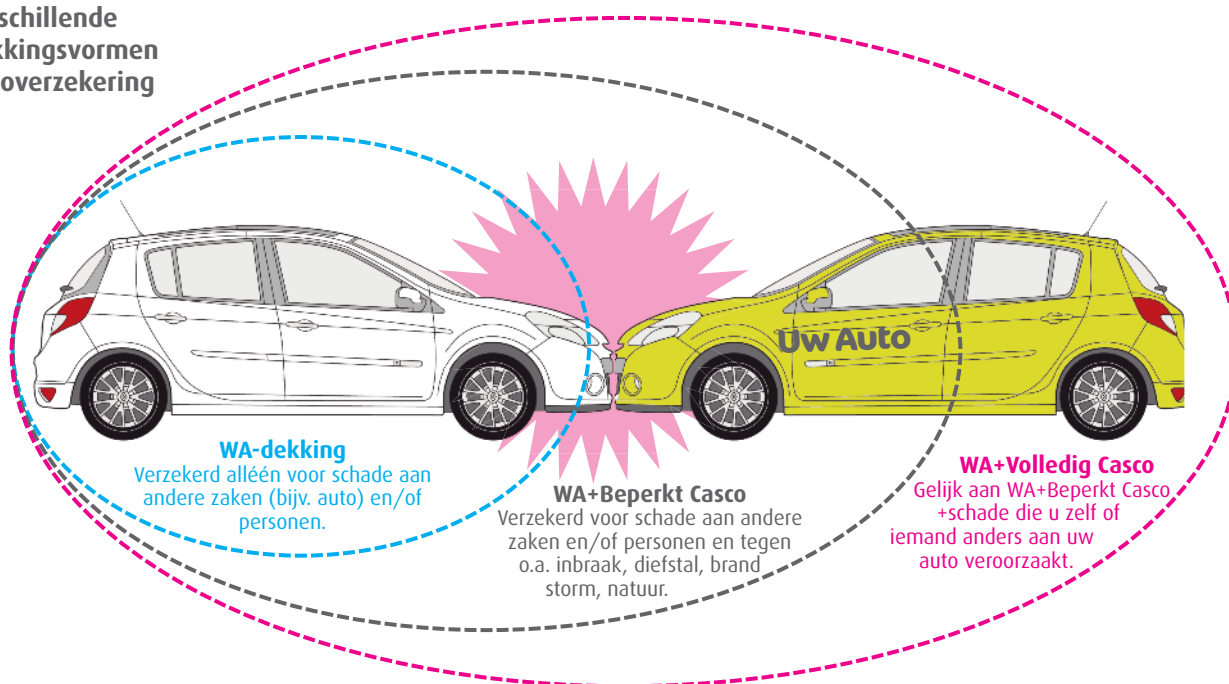 schillende
kkingsvormen
overzekering
Uw Auto
WA-dekking
Verzekerd alléén voor schade aan
andere zaken (bijv. auto) en/of
personen.
WA+Beperkt Casco
Verzekerd voor schade aan andere
zaken en/of personen en tegen
o.a. inbraak, diefstal, brand
storm, natuur.
WA+Volledig Casco
Gelijk aan WA+Beperkt Casco
+schade die u zelf of
iemand anders aan uw
auto veroorzaakt.